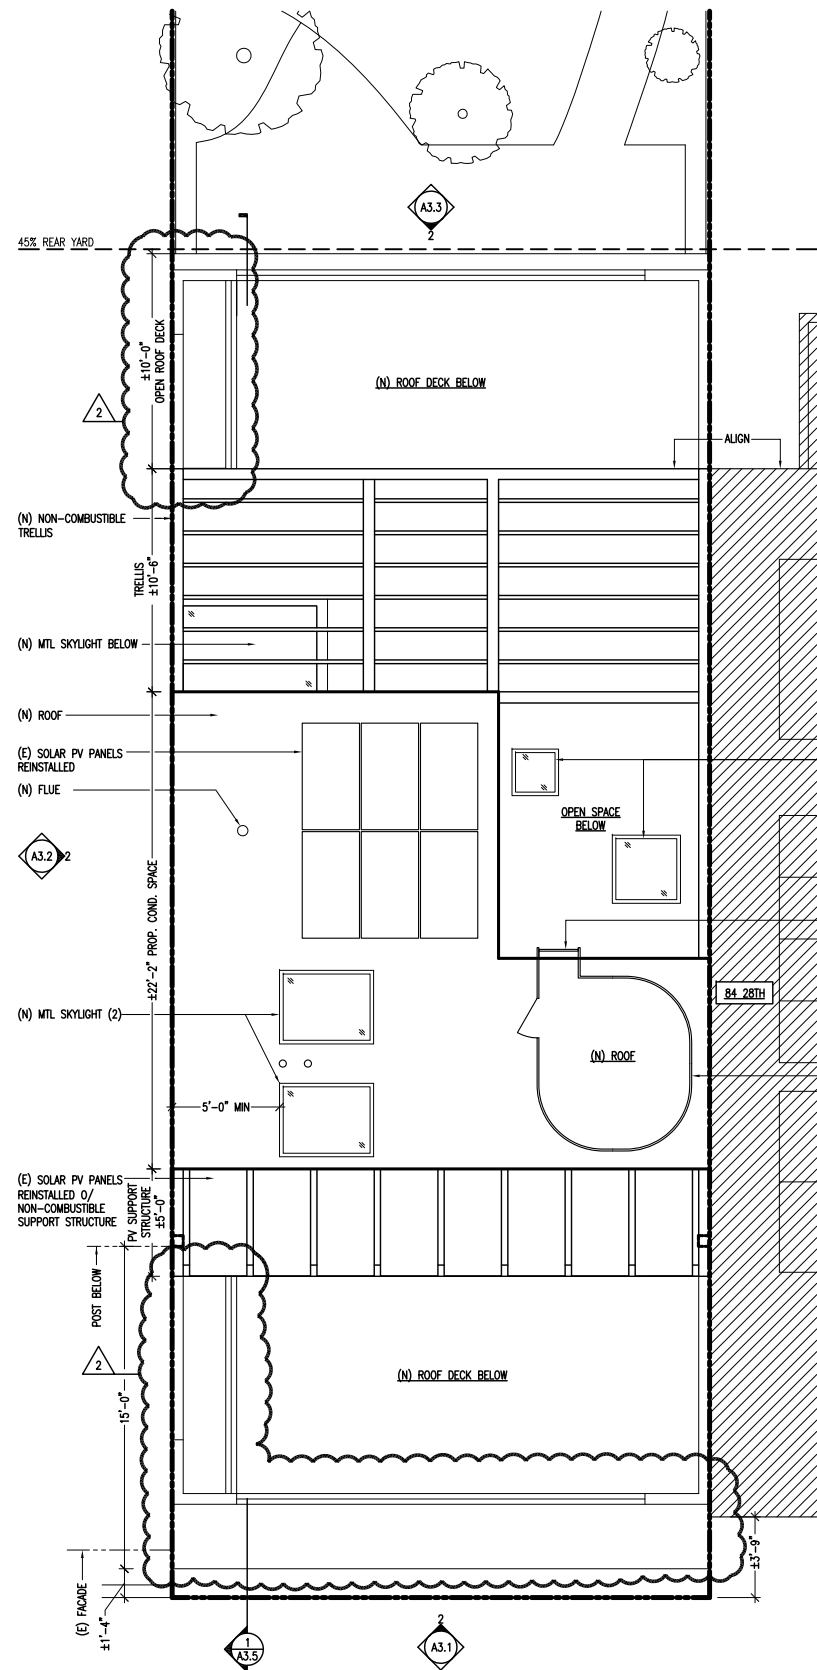 A3.3
2
45% REAR YARD
±10'-0"
OPEN ROOF DECK
(N) ROOF DECK BELOW
2
ALIGN
(N) NON-COMBUSTIBLE
TRELLIS
TRELLIS
±10'-6"
(N) MTL SKYLIGHT BELOW
(N) ROOF
(E) SOLAR PV PANELS
REINSTALLED
(N) FLUE
OPEN SPACE
BELOW
A3.2
2
±22'-2" PROP. COND. SPACE
84 28TH
(N) MTL SKYLIGHT (2)
(N) ROOF
5'-0" MIN
(E) SOLAR PV PANELS
REINSTALLED O/
NON-COMBUSTIBLE
SUPPORT STRUCTURE
PV SUPPORT
STRUCTURE
±5'-0"
POST BELOW
2
(N) ROOF DECK BELOW
15'-0"
±3'-9"
(E) FACADE
±1'-4"
1
A3.5
2
A3.1